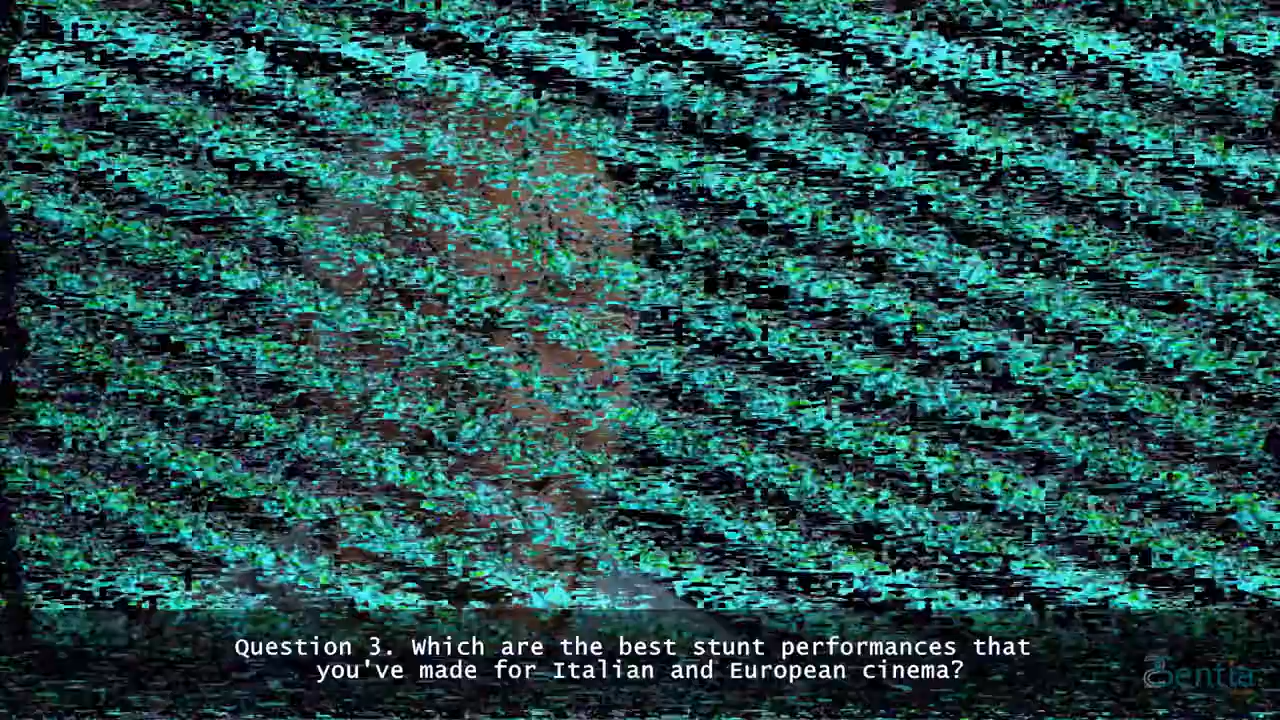 Question 3. Which are the best stunt performances that
you've made for Italian and European cinema?